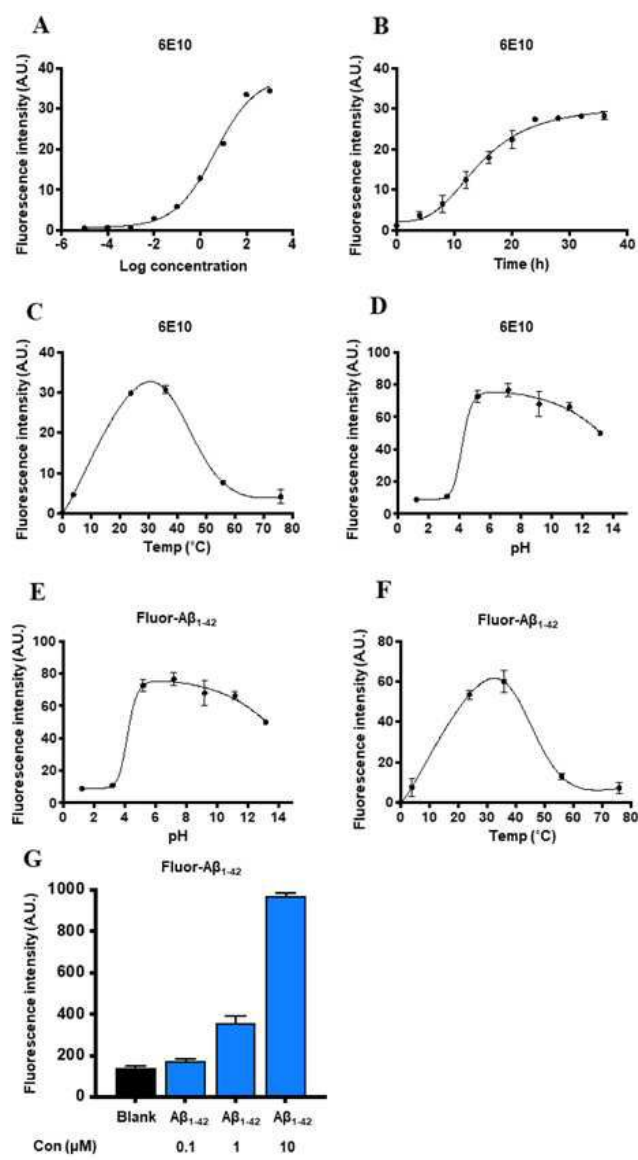 A
6E10
Fluorescence intensity (A.U.)
40
30
20
10
0
-6 -4 -2 0 2 4
Log concentration
B
6E10
Fluorescence intensity (A.U.)
40
30
20
10
0
0 10 20 30 40
Time (h)
C
6E10
Fluorescence intensity (A.U.)
40
30
20
10
0
0 10 20 30 40 50 60 70 80
Temp (°C)
D
6E10
Fluorescence intensity (A.U.)
100
80
60
40
20
0
0 2 4 6 8 10 12 14
pH
E
Fluor-Aβ₁₋₄₂
Fluorescence intensity (A.U.)
100
80
60
40
20
0
0 2 4 6 8 10 12 14
pH
F
Fluor-Aβ₁₋₄₂
Fluorescence intensity (A.U.)
80
60
40
20
0
0 10 20 30 40 50 60 70 80
Temp (°C)
G
Fluor-Aβ₁₋₄₂
Fluorescence intensity (A.U.)
1000
800
600
400
200
0
Blank Aβ₁₋₄₂ Aβ₁₋₄₂ Aβ₁₋₄₂
Con (μM) 0.1 1 10